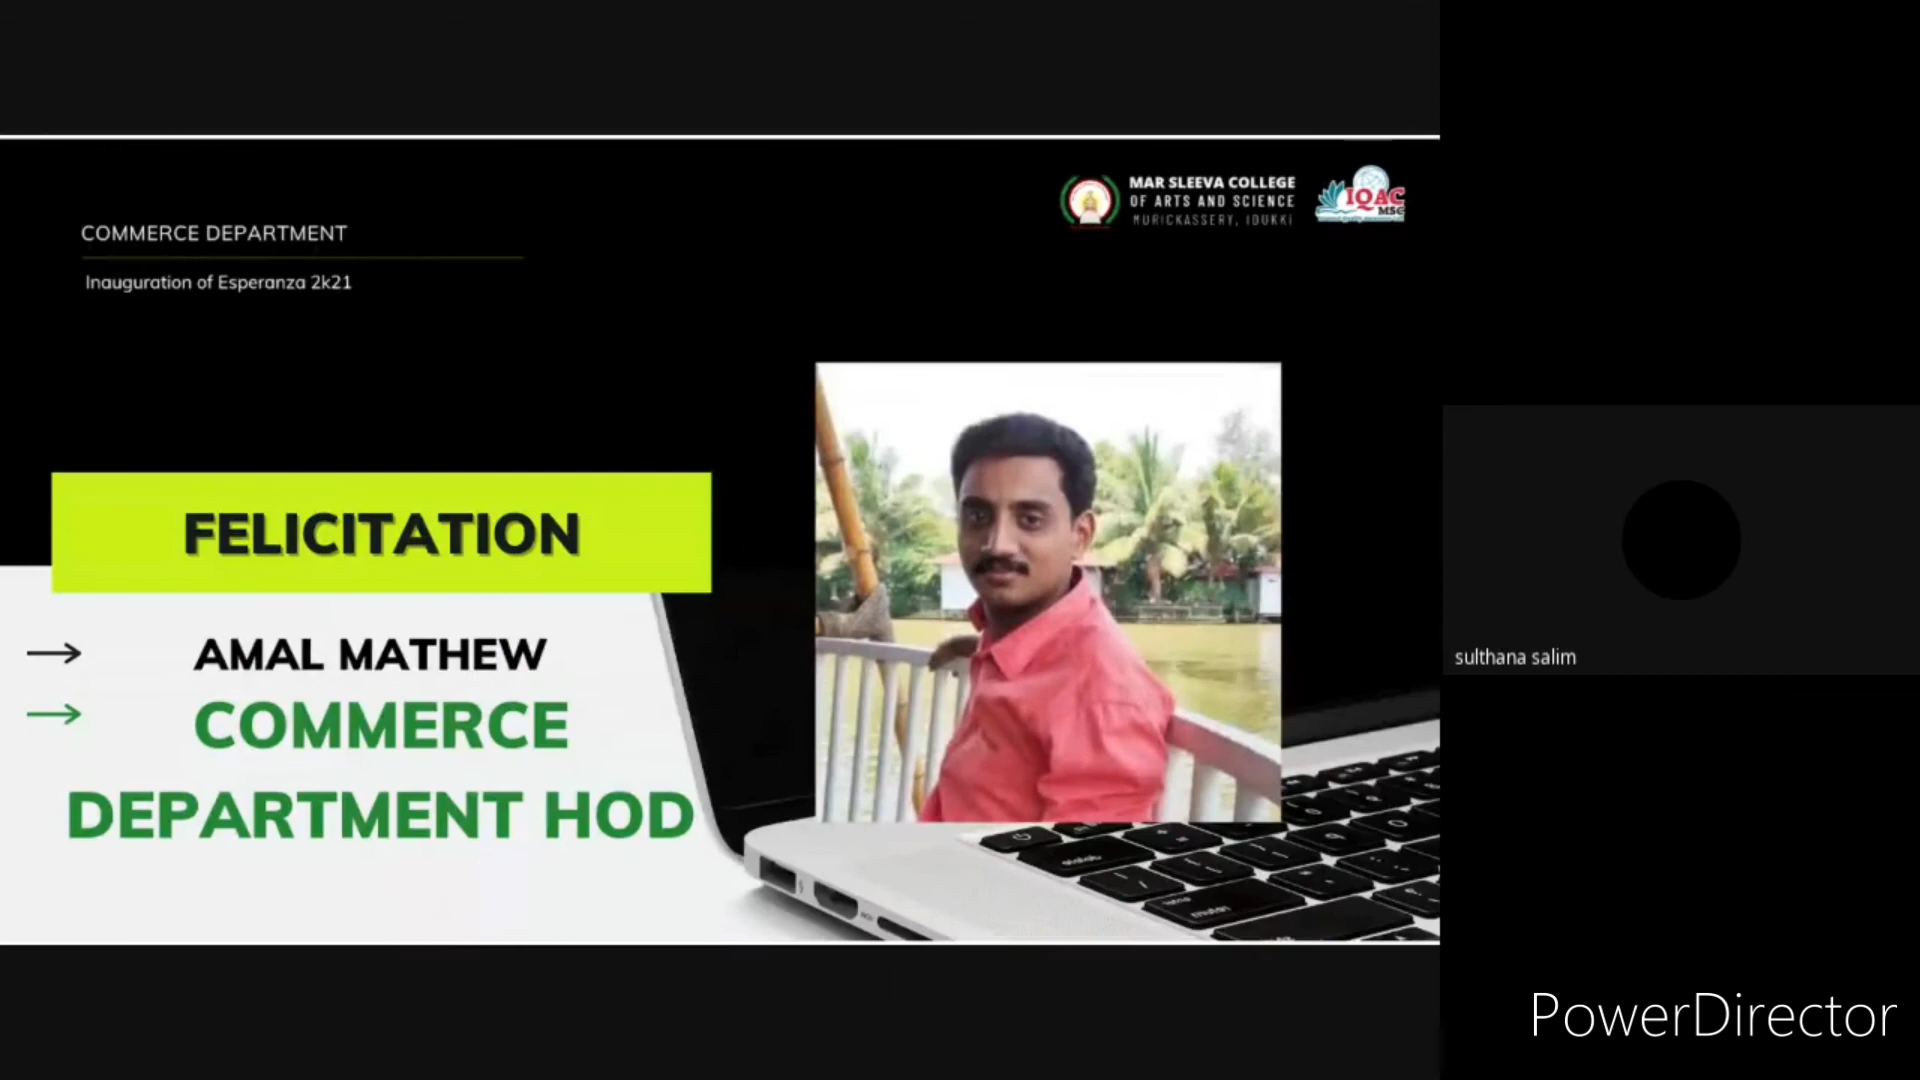 MAR SLEEVA COLLEGE
OF ARTS AND SCIENCE
MURICKASSERY, IDUKKI
IQAC
MSC
COMMERCE DEPARTMENT
Inauguration of Esperanza 2k21
FELICITATION
AMAL MATHEW
COMMERCE
DEPARTMENT HOD
sulthana salim
PowerDirector